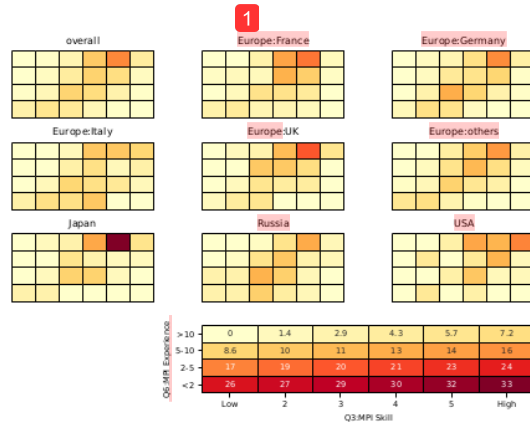 1
overall
Europe:France
Europe:Germany
Europe:Italy
Europe:UK
Europe:others
Japan
Russia
USA
Q6:MPI Experience
>10 0 1.4 2.9 4.3 5.7 7.2
5-10 8.6 10 11 13 14 16
2-5 17 19 20 21 23 24
<2 26 27 29 30 32 33
Low 2 3 4 5 High
Q3:MPI Skill